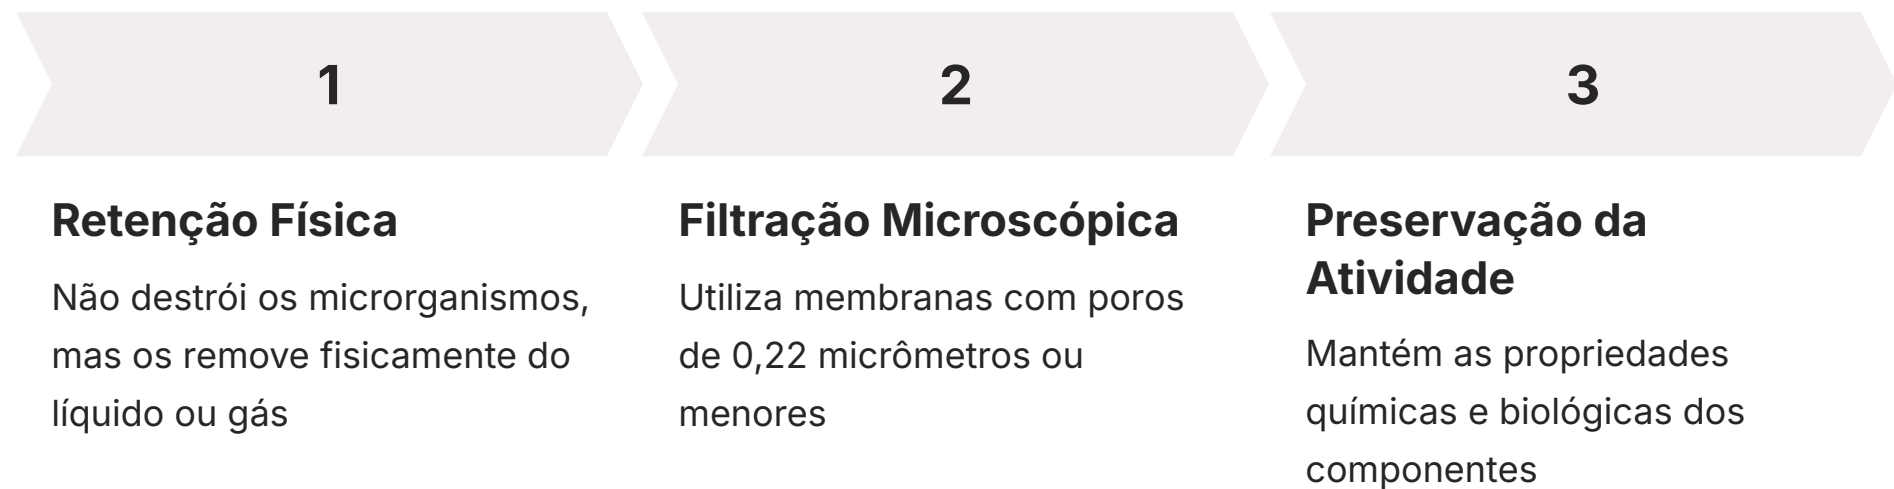 1
Retenção Física
Não destrói os microrganismos,
mas os remove fisicamente do
líquido ou gás
2
Filtração Microscópica
Utiliza membranas com poros
de 0,22 micrômetros ou
menores
3
Preservação da
Atividade
Mantém as propriedades
químicas e biológicas dos
componentes